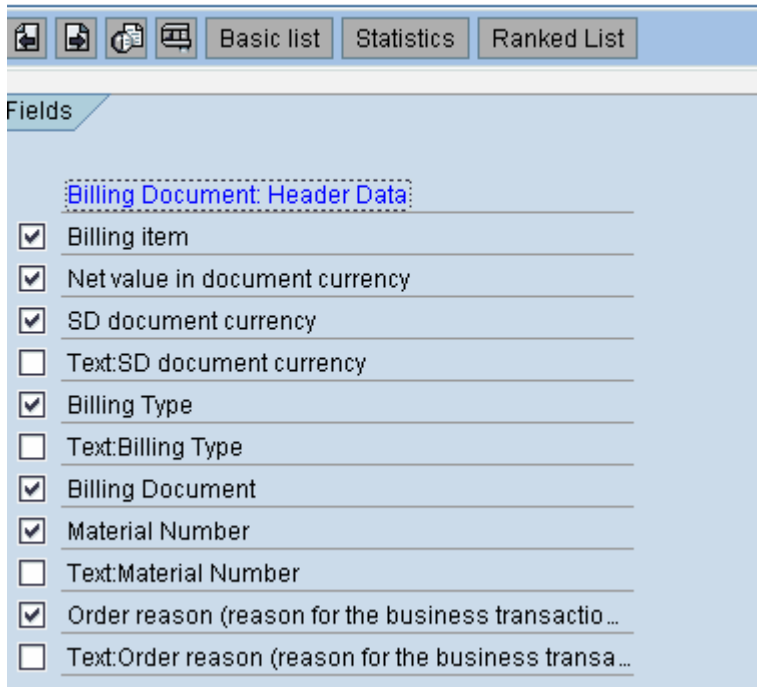 Basic list Statistics Ranked List
Fields
Billing Document: Header Data
Billing item
Net value in document currency
SD document currency
Text:SD document currency
Billing Type
Text:Billing Type
Billing Document
Material Number
Text:Material Number
Order reason (reason for the business transactio...
Text:Order reason (reason for the business transa...